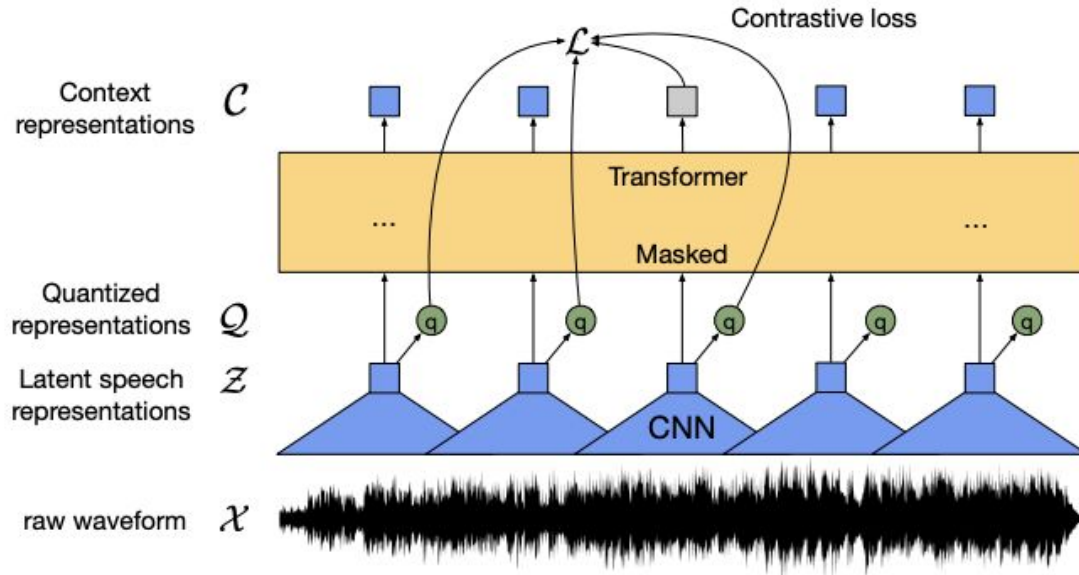 Contrastive loss
ℒ
Context
representations
𝒞
Transformer
...
...
Masked
Quantized
representations
𝒬
q
q
q
q
q
Latent speech
representations
𝒵
CNN
raw waveform
𝒳